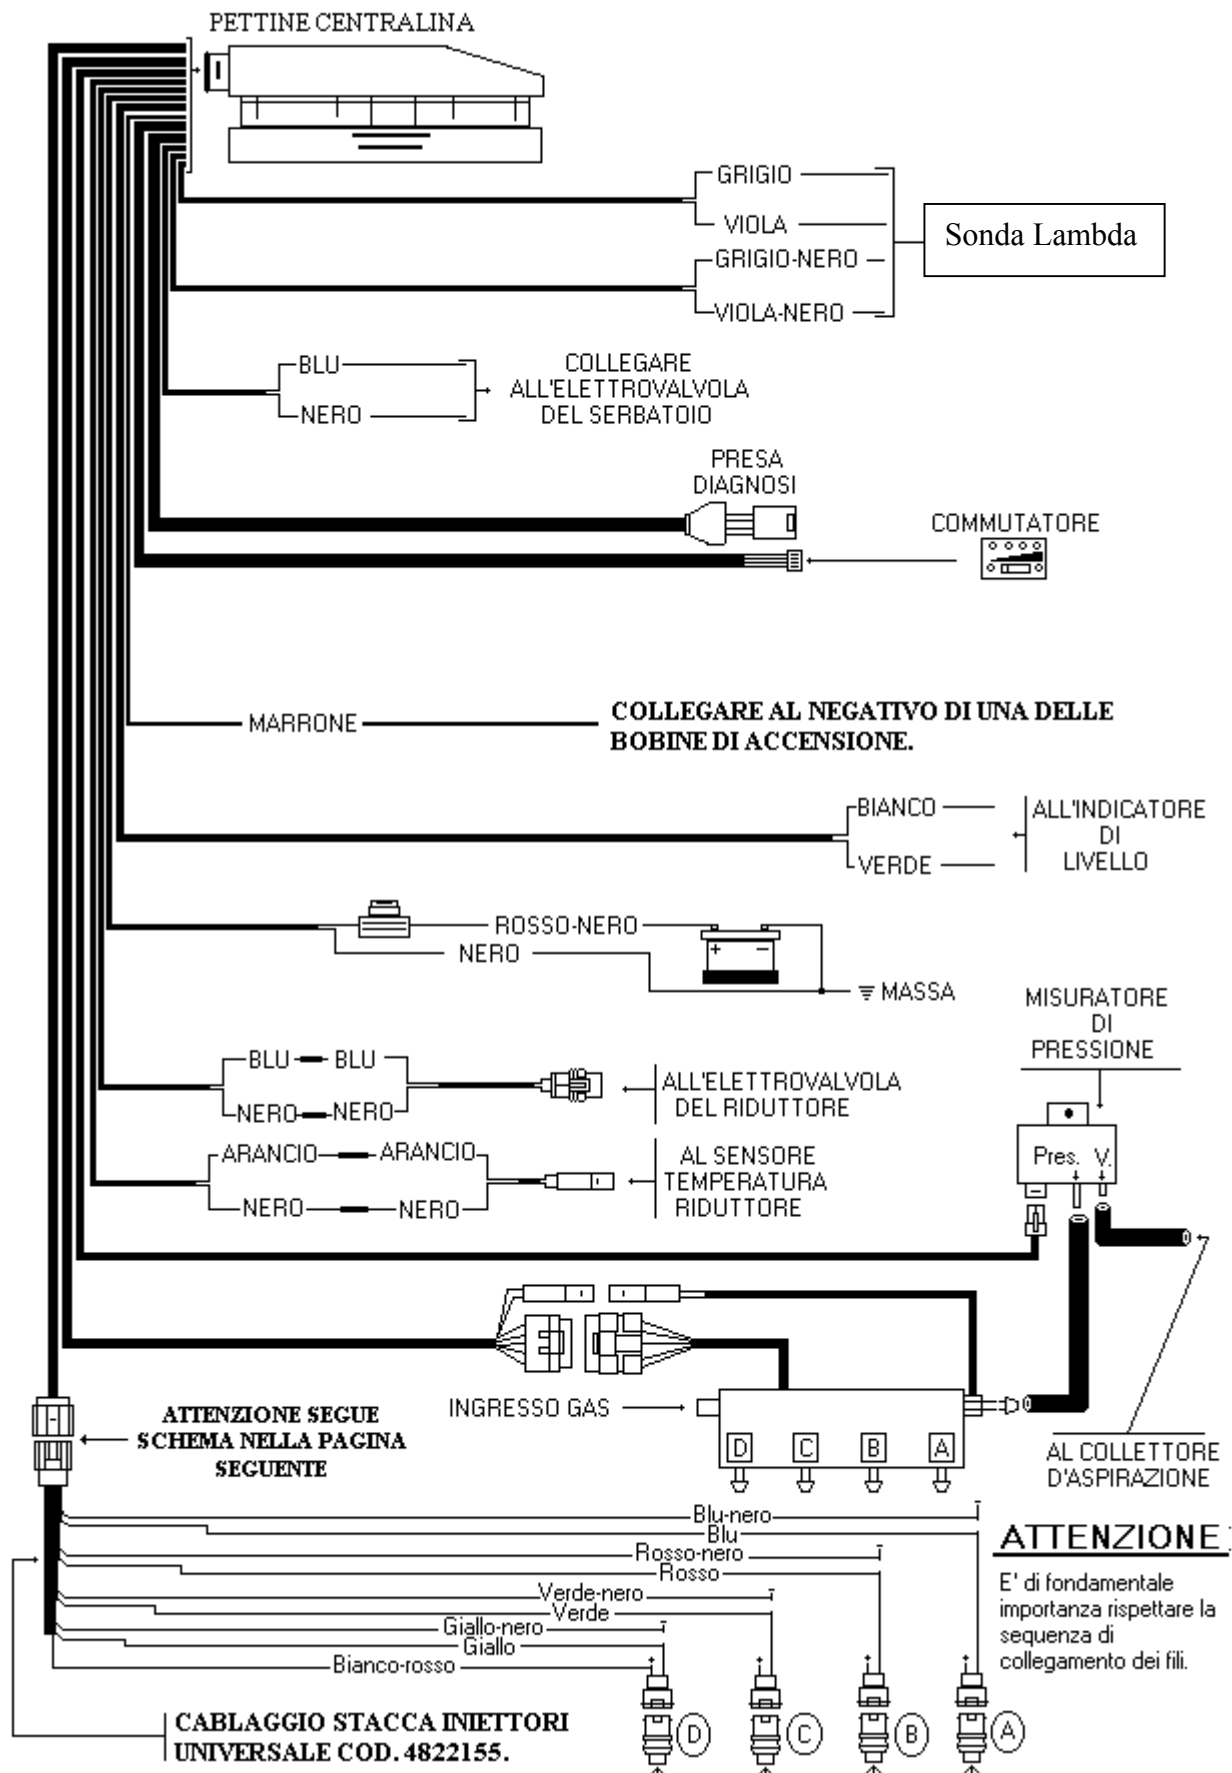 PETTINE CENTRALINA
GRIGIO
VIOLA
GRIGIO-NERO
VIOLA-NERO
Sonda Lambda
BLU
NERO
COLLEGARE
ALL'ELETTROVALVOLA
DEL SERBATOIO
PRESA
DIAGNOSI
COMMUTATORE
MARRONE
COLLEGARE AL NEGATIVO DI UNA DELLE
BOBINE DI ACCENSIONE.
BIANCO
VERDE
ALL'INDICATORE
DI
LIVELLO
ROSSO-NERO
NERO
+ −
MASSA
MISURATORE
DI
PRESSIONE
BLU BLU
NERO NERO
ALL'ELETTROVALVOLA
DEL RIDUTTORE
ARANCIO ARANCIO
NERO NERO
AL SENSORE
TEMPERATURA
RIDUTTORE
Pres. V.
INGRESSO GAS
D C B A
AL COLLETTORE
D'ASPIRAZIONE
ATTENZIONE SEGUE
SCHEMA NELLA PAGINA
SEGUENTE
Blu-nero
Blu
Rosso-nero
Rosso
Verde-nero
Verde
Giallo-nero
Giallo
Bianco-rosso
ATTENZIONE:
E' di fondamentale
importanza rispettare la
sequenza di
collegamento dei fili.
CABLAGGIO STACCA INIETTORI
UNIVERSALE COD. 4822155.
D C B A